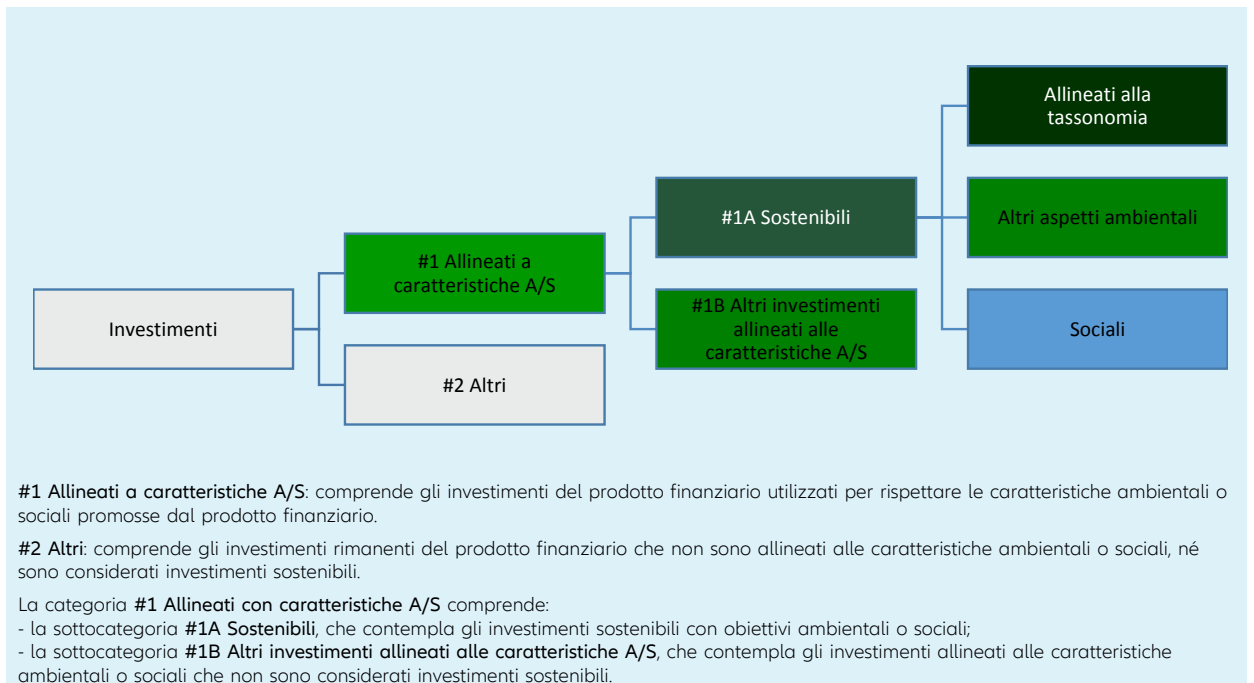 Allineati alla
tassonomia
#1A Sostenibili
Altri aspetti ambientali
#1 Allineati a
caratteristiche A/S
#1B Altri investimenti
allineati alle
caratteristiche A/S
Investimenti
Sociali
#2 Altri
#1 Allineati a caratteristiche A/S: comprende gli investimenti del prodotto finanziario utilizzati per rispettare le caratteristiche ambientali o
sociali promosse dal prodotto finanziario.
#2 Altri: comprende gli investimenti rimanenti del prodotto finanziario che non sono allineati alle caratteristiche ambientali o sociali, né
sono considerati investimenti sostenibili.
La categoria #1 Allineati con caratteristiche A/S comprende:
- la sottocategoria #1A Sostenibili, che contempla gli investimenti sostenibili con obiettivi ambientali o sociali;
- la sottocategoria #1B Altri investimenti allineati alle caratteristiche A/S, che contempla gli investimenti allineati alle caratteristiche
ambientali o sociali che non sono considerati investimenti sostenibili.